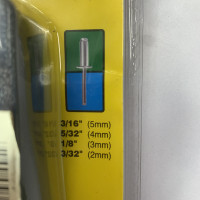 3/16" (5mm)
5/32" (4mm)
1/8" (3mm)
3/32" (2mm)